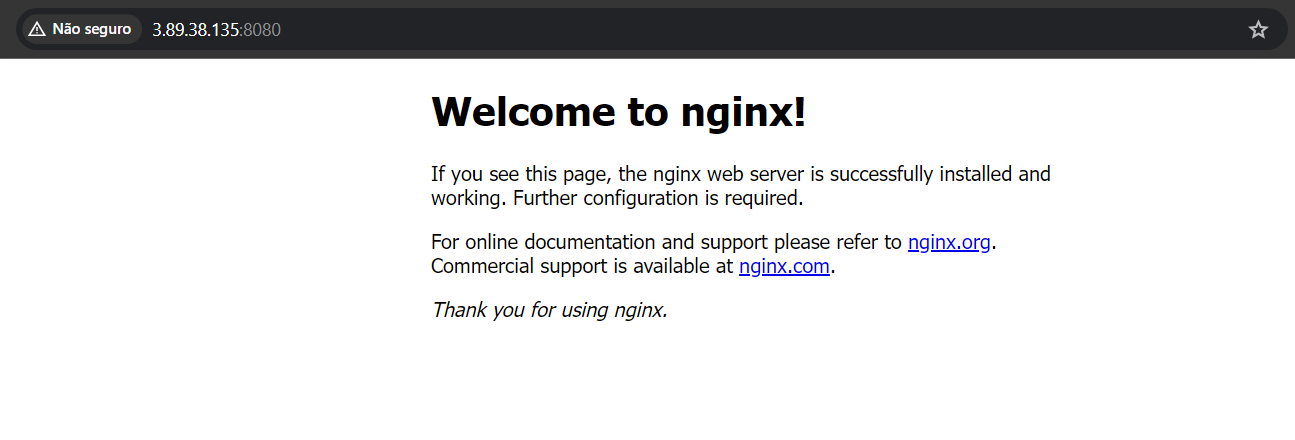 Não seguro 3.89.38.135:8080
Welcome to nginx!
If you see this page, the nginx web server is successfully installed and
working. Further configuration is required.
For online documentation and support please refer to nginx.org.
Commercial support is available at nginx.com.
Thank you for using nginx.